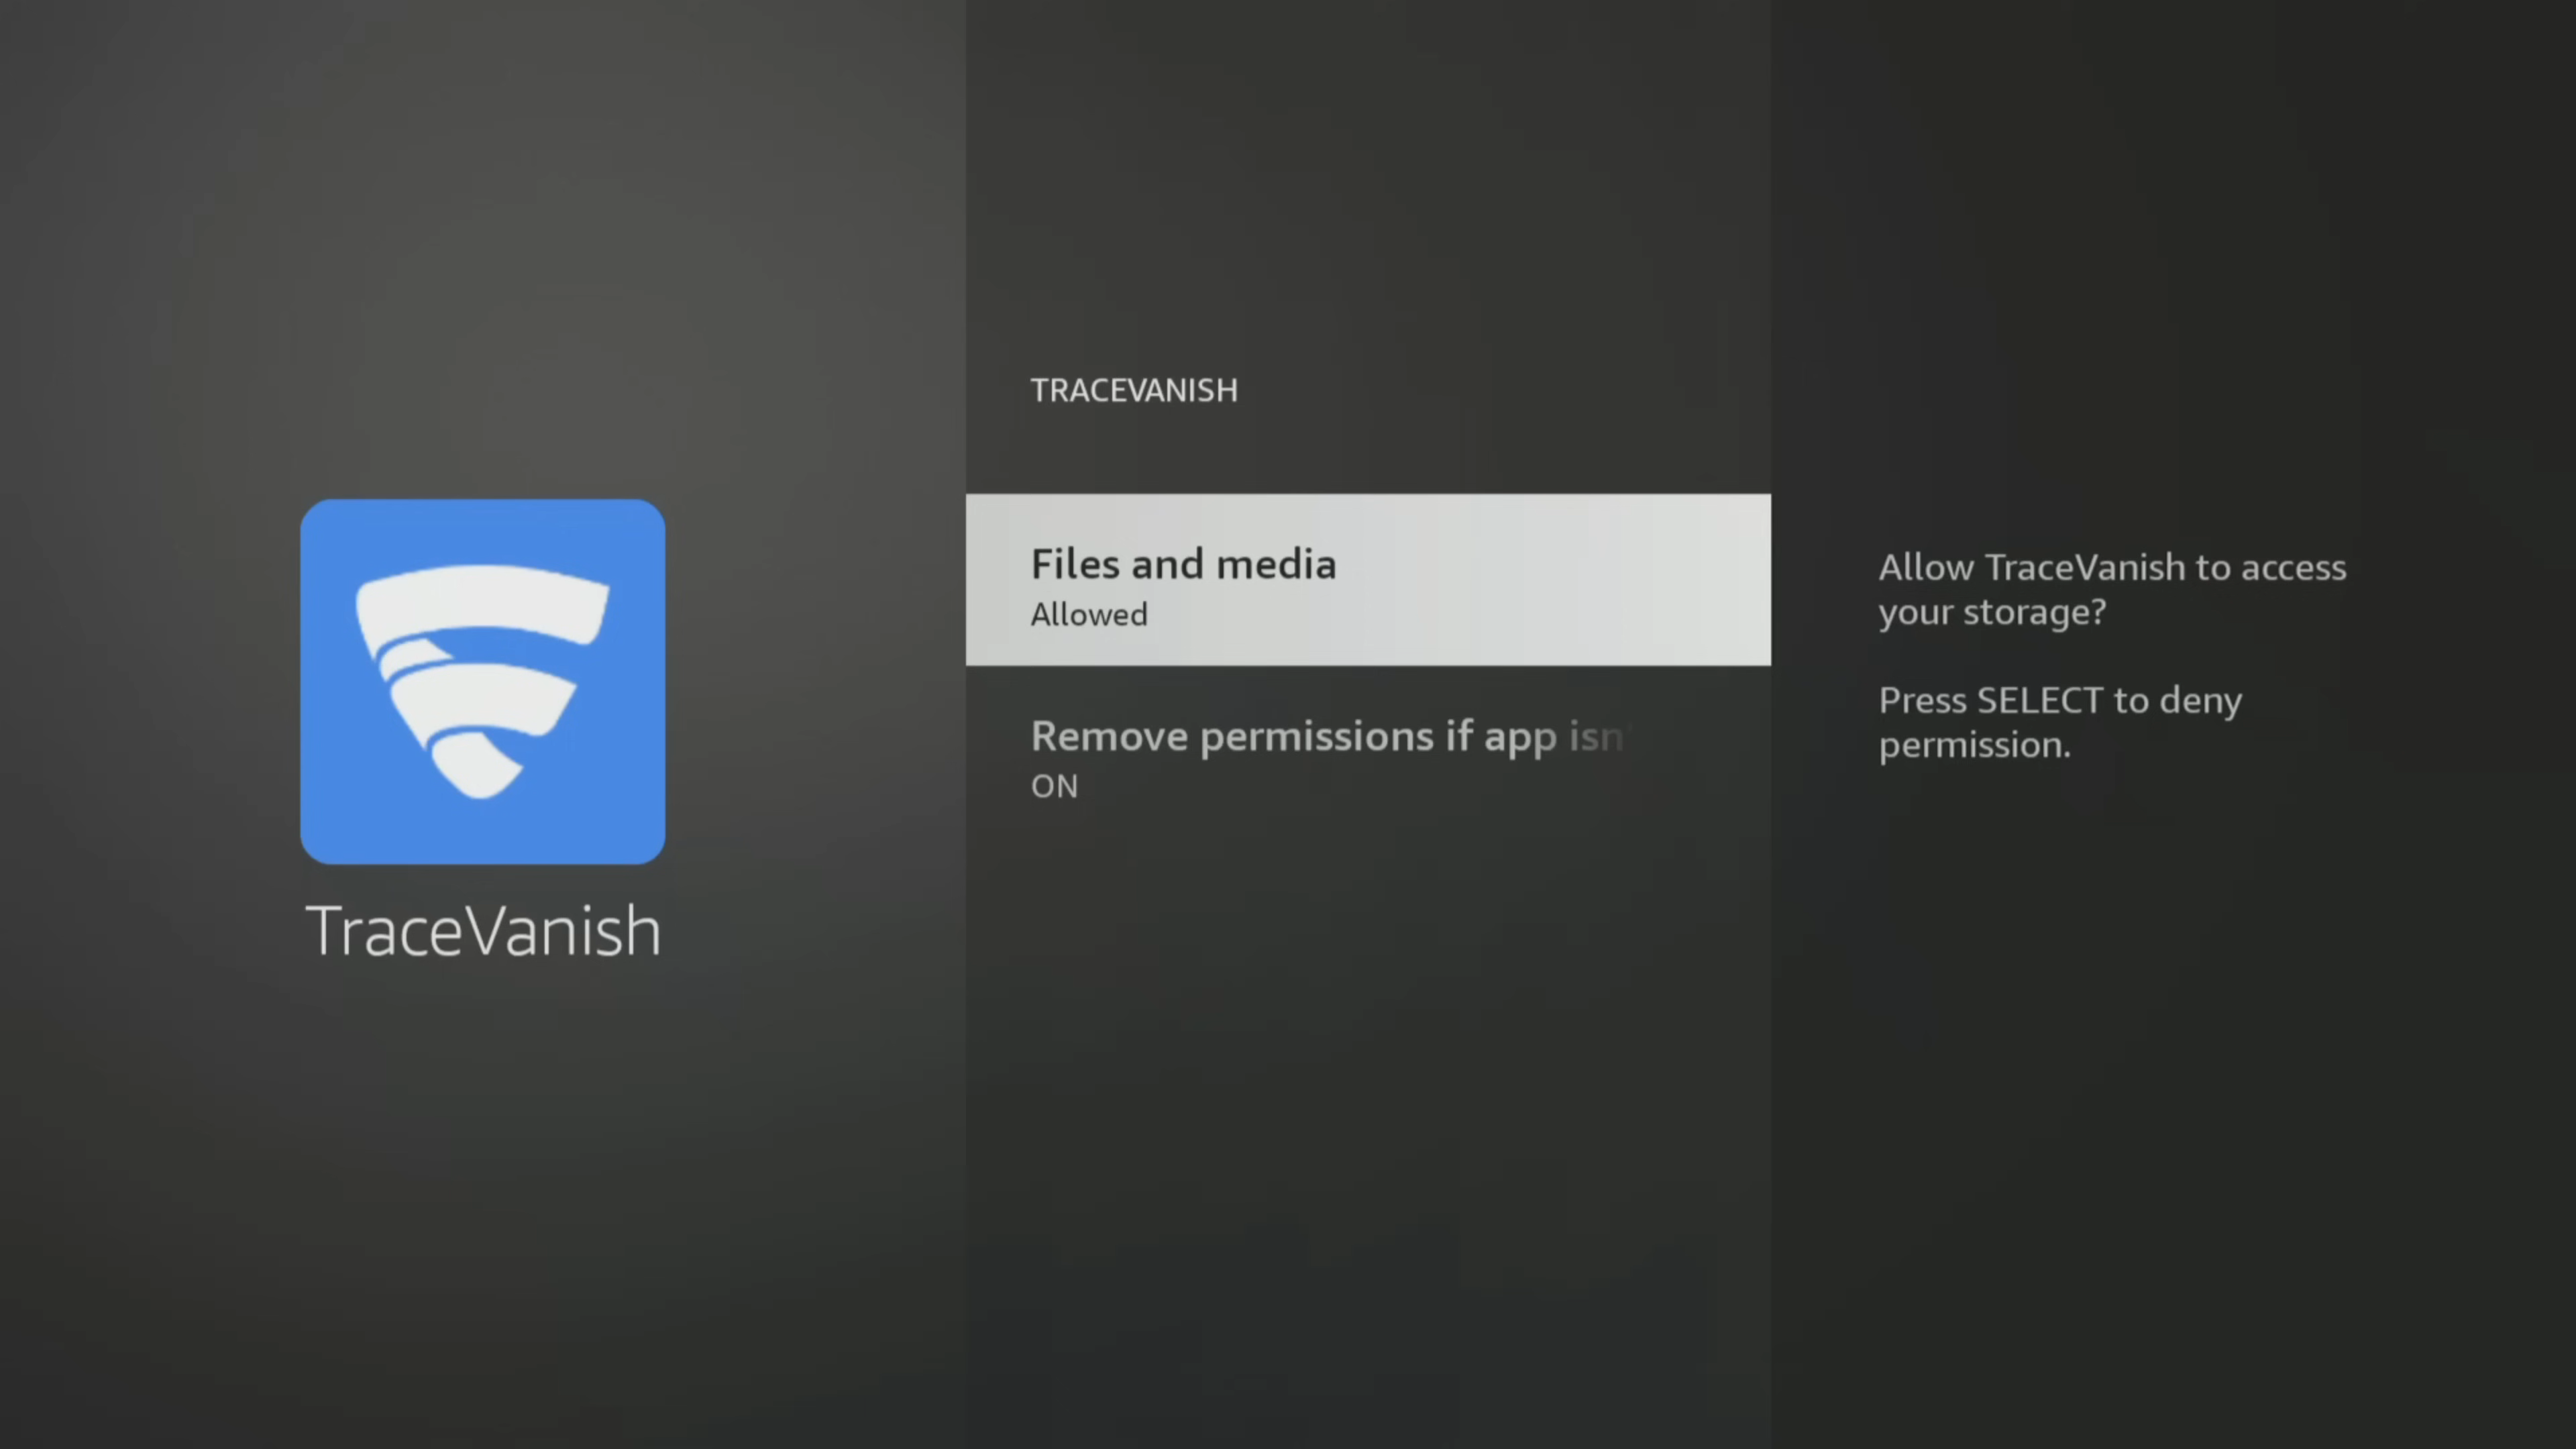 TraceVanish
TRACEVANISH
Files and media
Allowed
Remove permissions if app isn'
ON
Allow TraceVanish to access
your storage?
Press SELECT to deny
permission.